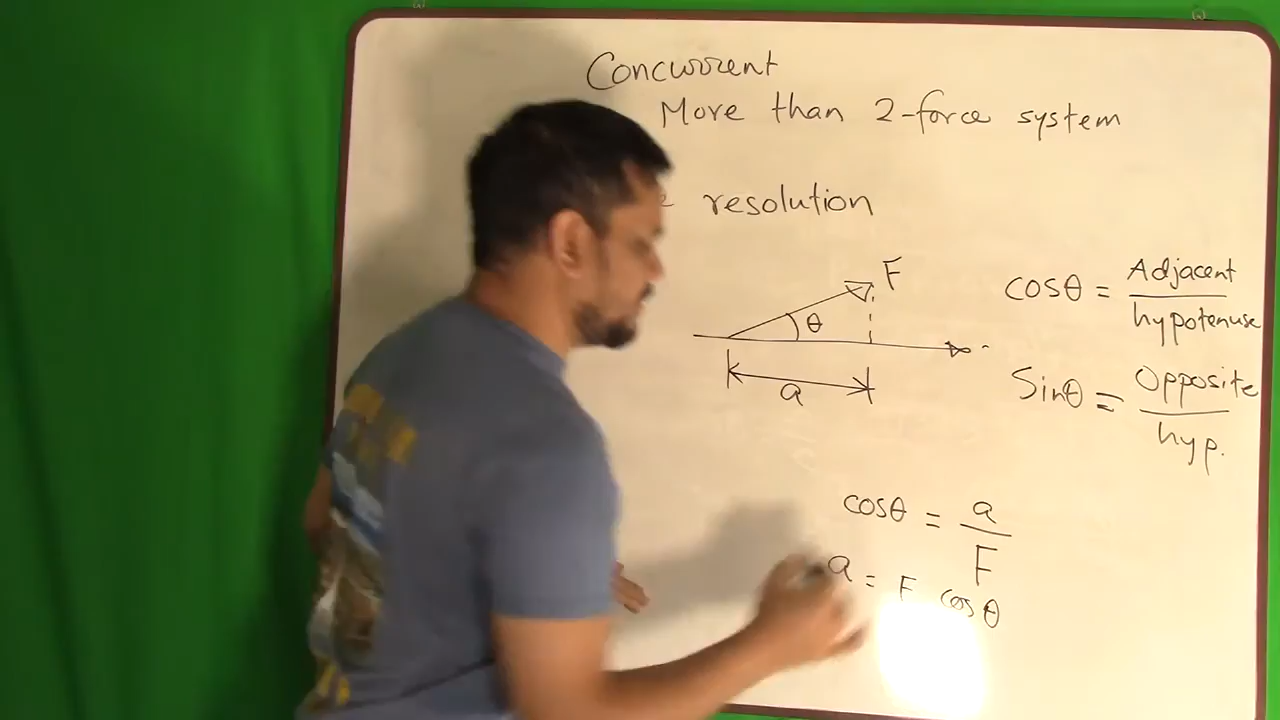 Concurrent
More than 2-force system
resolution
F
θ
a
cosθ = Adjacent / hypotenuse
Sinθ = Opposite / hyp.
cosθ = a / F
a = F cosθ